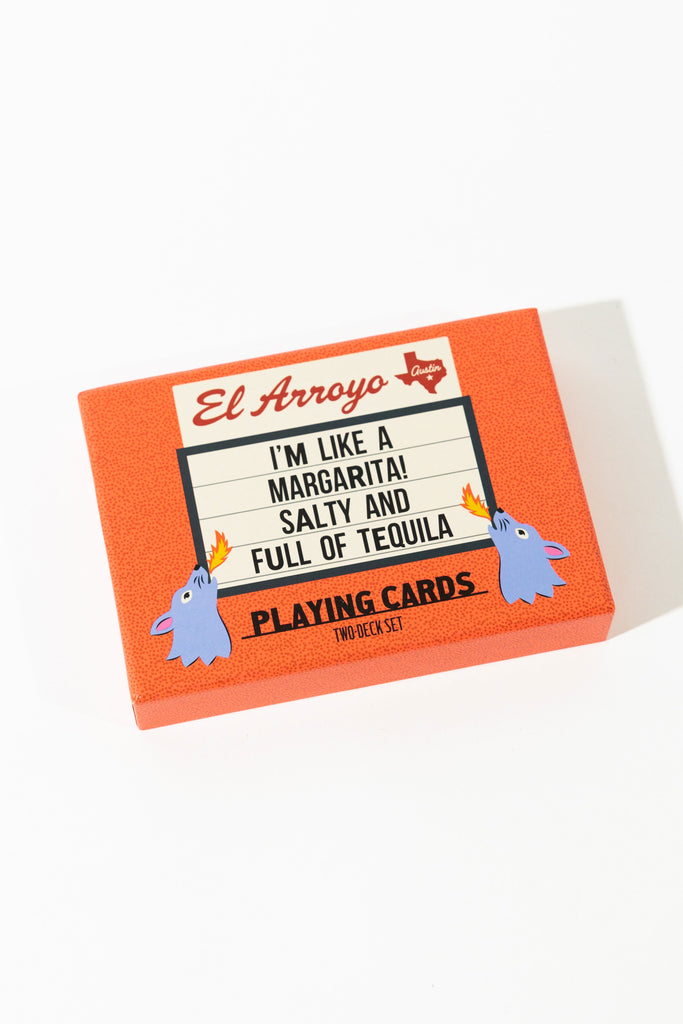 El Arroyo
Austin
I'M LIKE A
MARGARITA!
SALTY AND
FULL OF TEQUILA
PLAYING CARDS
TWO-DECK SET